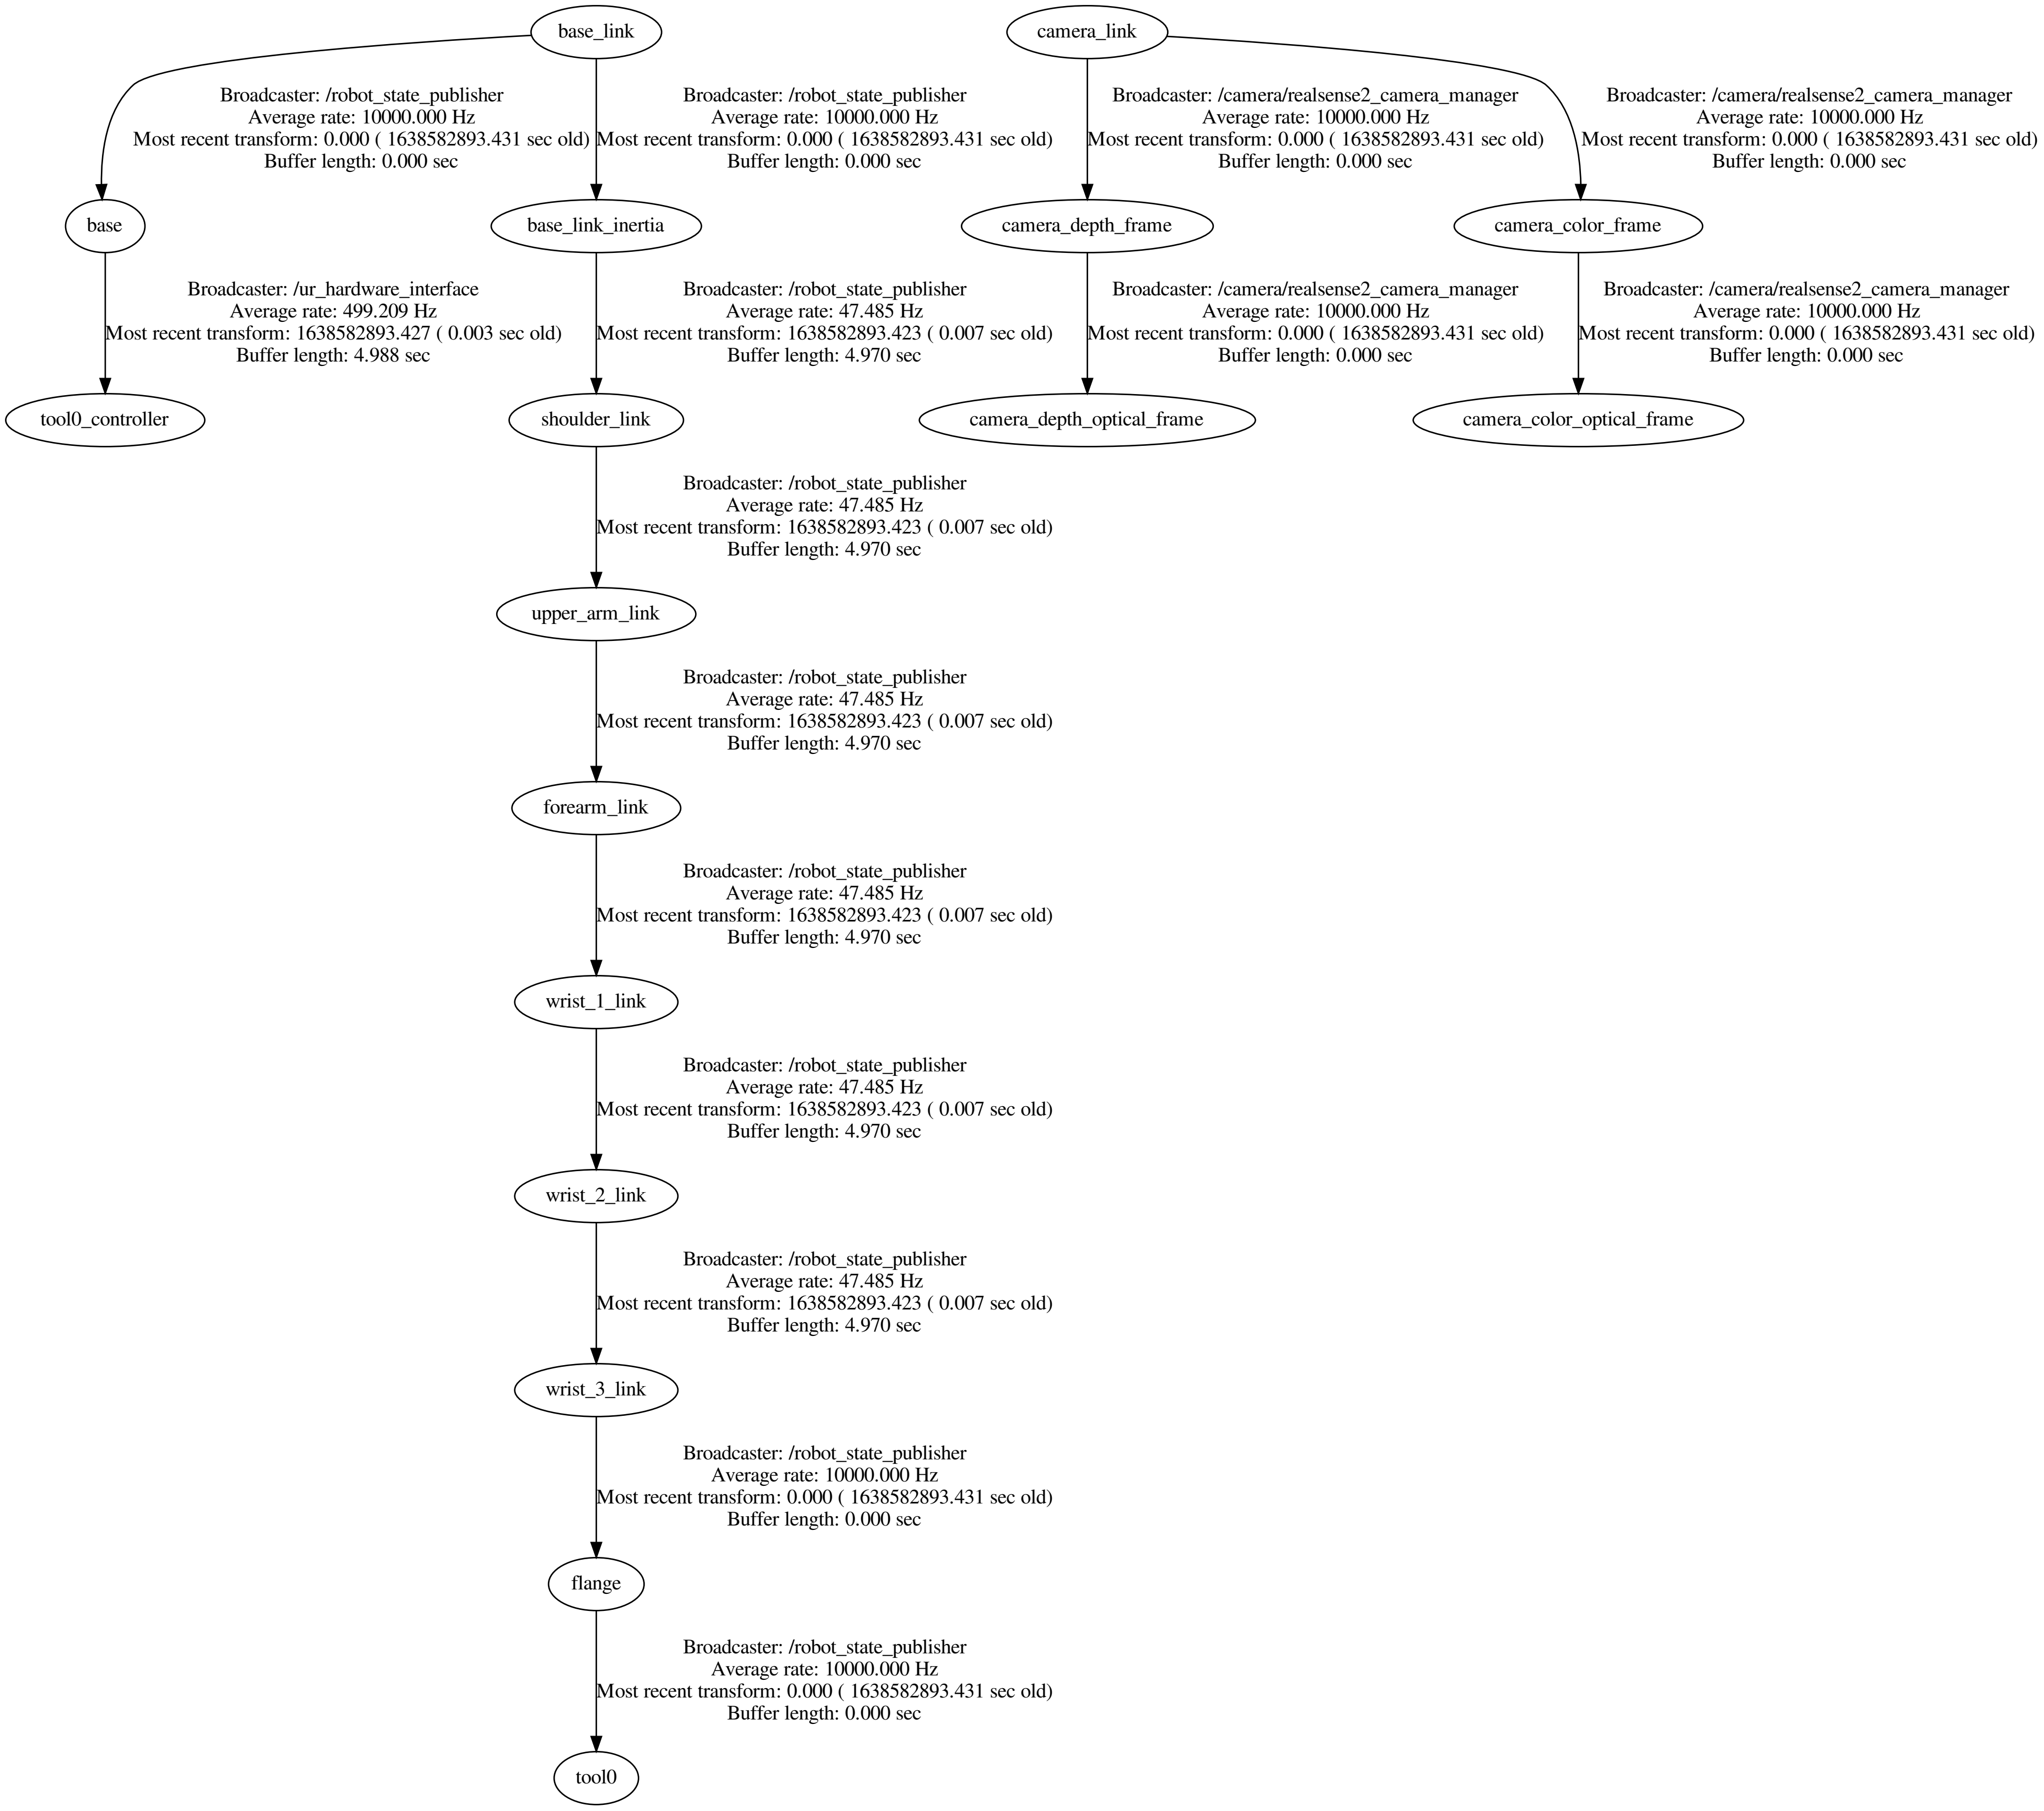 base_link
camera_link
Broadcaster: /robot_state_publisher
Average rate: 10000.000 Hz
Most recent transform: 0.000 ( 1638582893.431 sec old)
Buffer length: 0.000 sec
Broadcaster: /robot_state_publisher
Average rate: 10000.000 Hz
Most recent transform: 0.000 ( 1638582893.431 sec old)
Buffer length: 0.000 sec
Broadcaster: /camera/realsense2_camera_manager
Average rate: 10000.000 Hz
Most recent transform: 0.000 ( 1638582893.431 sec old)
Buffer length: 0.000 sec
Broadcaster: /camera/realsense2_camera_manager
Average rate: 10000.000 Hz
Most recent transform: 0.000 ( 1638582893.431 sec old)
Buffer length: 0.000 sec
base
base_link_inertia
camera_depth_frame
camera_color_frame
Broadcaster: /ur_hardware_interface
Average rate: 499.209 Hz
Most recent transform: 1638582893.427 ( 0.003 sec old)
Buffer length: 4.988 sec
Broadcaster: /robot_state_publisher
Average rate: 47.485 Hz
Most recent transform: 1638582893.423 ( 0.007 sec old)
Buffer length: 4.970 sec
Broadcaster: /camera/realsense2_camera_manager
Average rate: 10000.000 Hz
Most recent transform: 0.000 ( 1638582893.431 sec old)
Buffer length: 0.000 sec
Broadcaster: /camera/realsense2_camera_manager
Average rate: 10000.000 Hz
Most recent transform: 0.000 ( 1638582893.431 sec old)
Buffer length: 0.000 sec
tool0_controller
shoulder_link
camera_depth_optical_frame
camera_color_optical_frame
Broadcaster: /robot_state_publisher
Average rate: 47.485 Hz
Most recent transform: 1638582893.423 ( 0.007 sec old)
Buffer length: 4.970 sec
upper_arm_link
Broadcaster: /robot_state_publisher
Average rate: 47.485 Hz
Most recent transform: 1638582893.423 ( 0.007 sec old)
Buffer length: 4.970 sec
forearm_link
Broadcaster: /robot_state_publisher
Average rate: 47.485 Hz
Most recent transform: 1638582893.423 ( 0.007 sec old)
Buffer length: 4.970 sec
wrist_1_link
Broadcaster: /robot_state_publisher
Average rate: 47.485 Hz
Most recent transform: 1638582893.423 ( 0.007 sec old)
Buffer length: 4.970 sec
wrist_2_link
Broadcaster: /robot_state_publisher
Average rate: 47.485 Hz
Most recent transform: 1638582893.423 ( 0.007 sec old)
Buffer length: 4.970 sec
wrist_3_link
Broadcaster: /robot_state_publisher
Average rate: 10000.000 Hz
Most recent transform: 0.000 ( 1638582893.431 sec old)
Buffer length: 0.000 sec
flange
Broadcaster: /robot_state_publisher
Average rate: 10000.000 Hz
Most recent transform: 0.000 ( 1638582893.431 sec old)
Buffer length: 0.000 sec
tool0